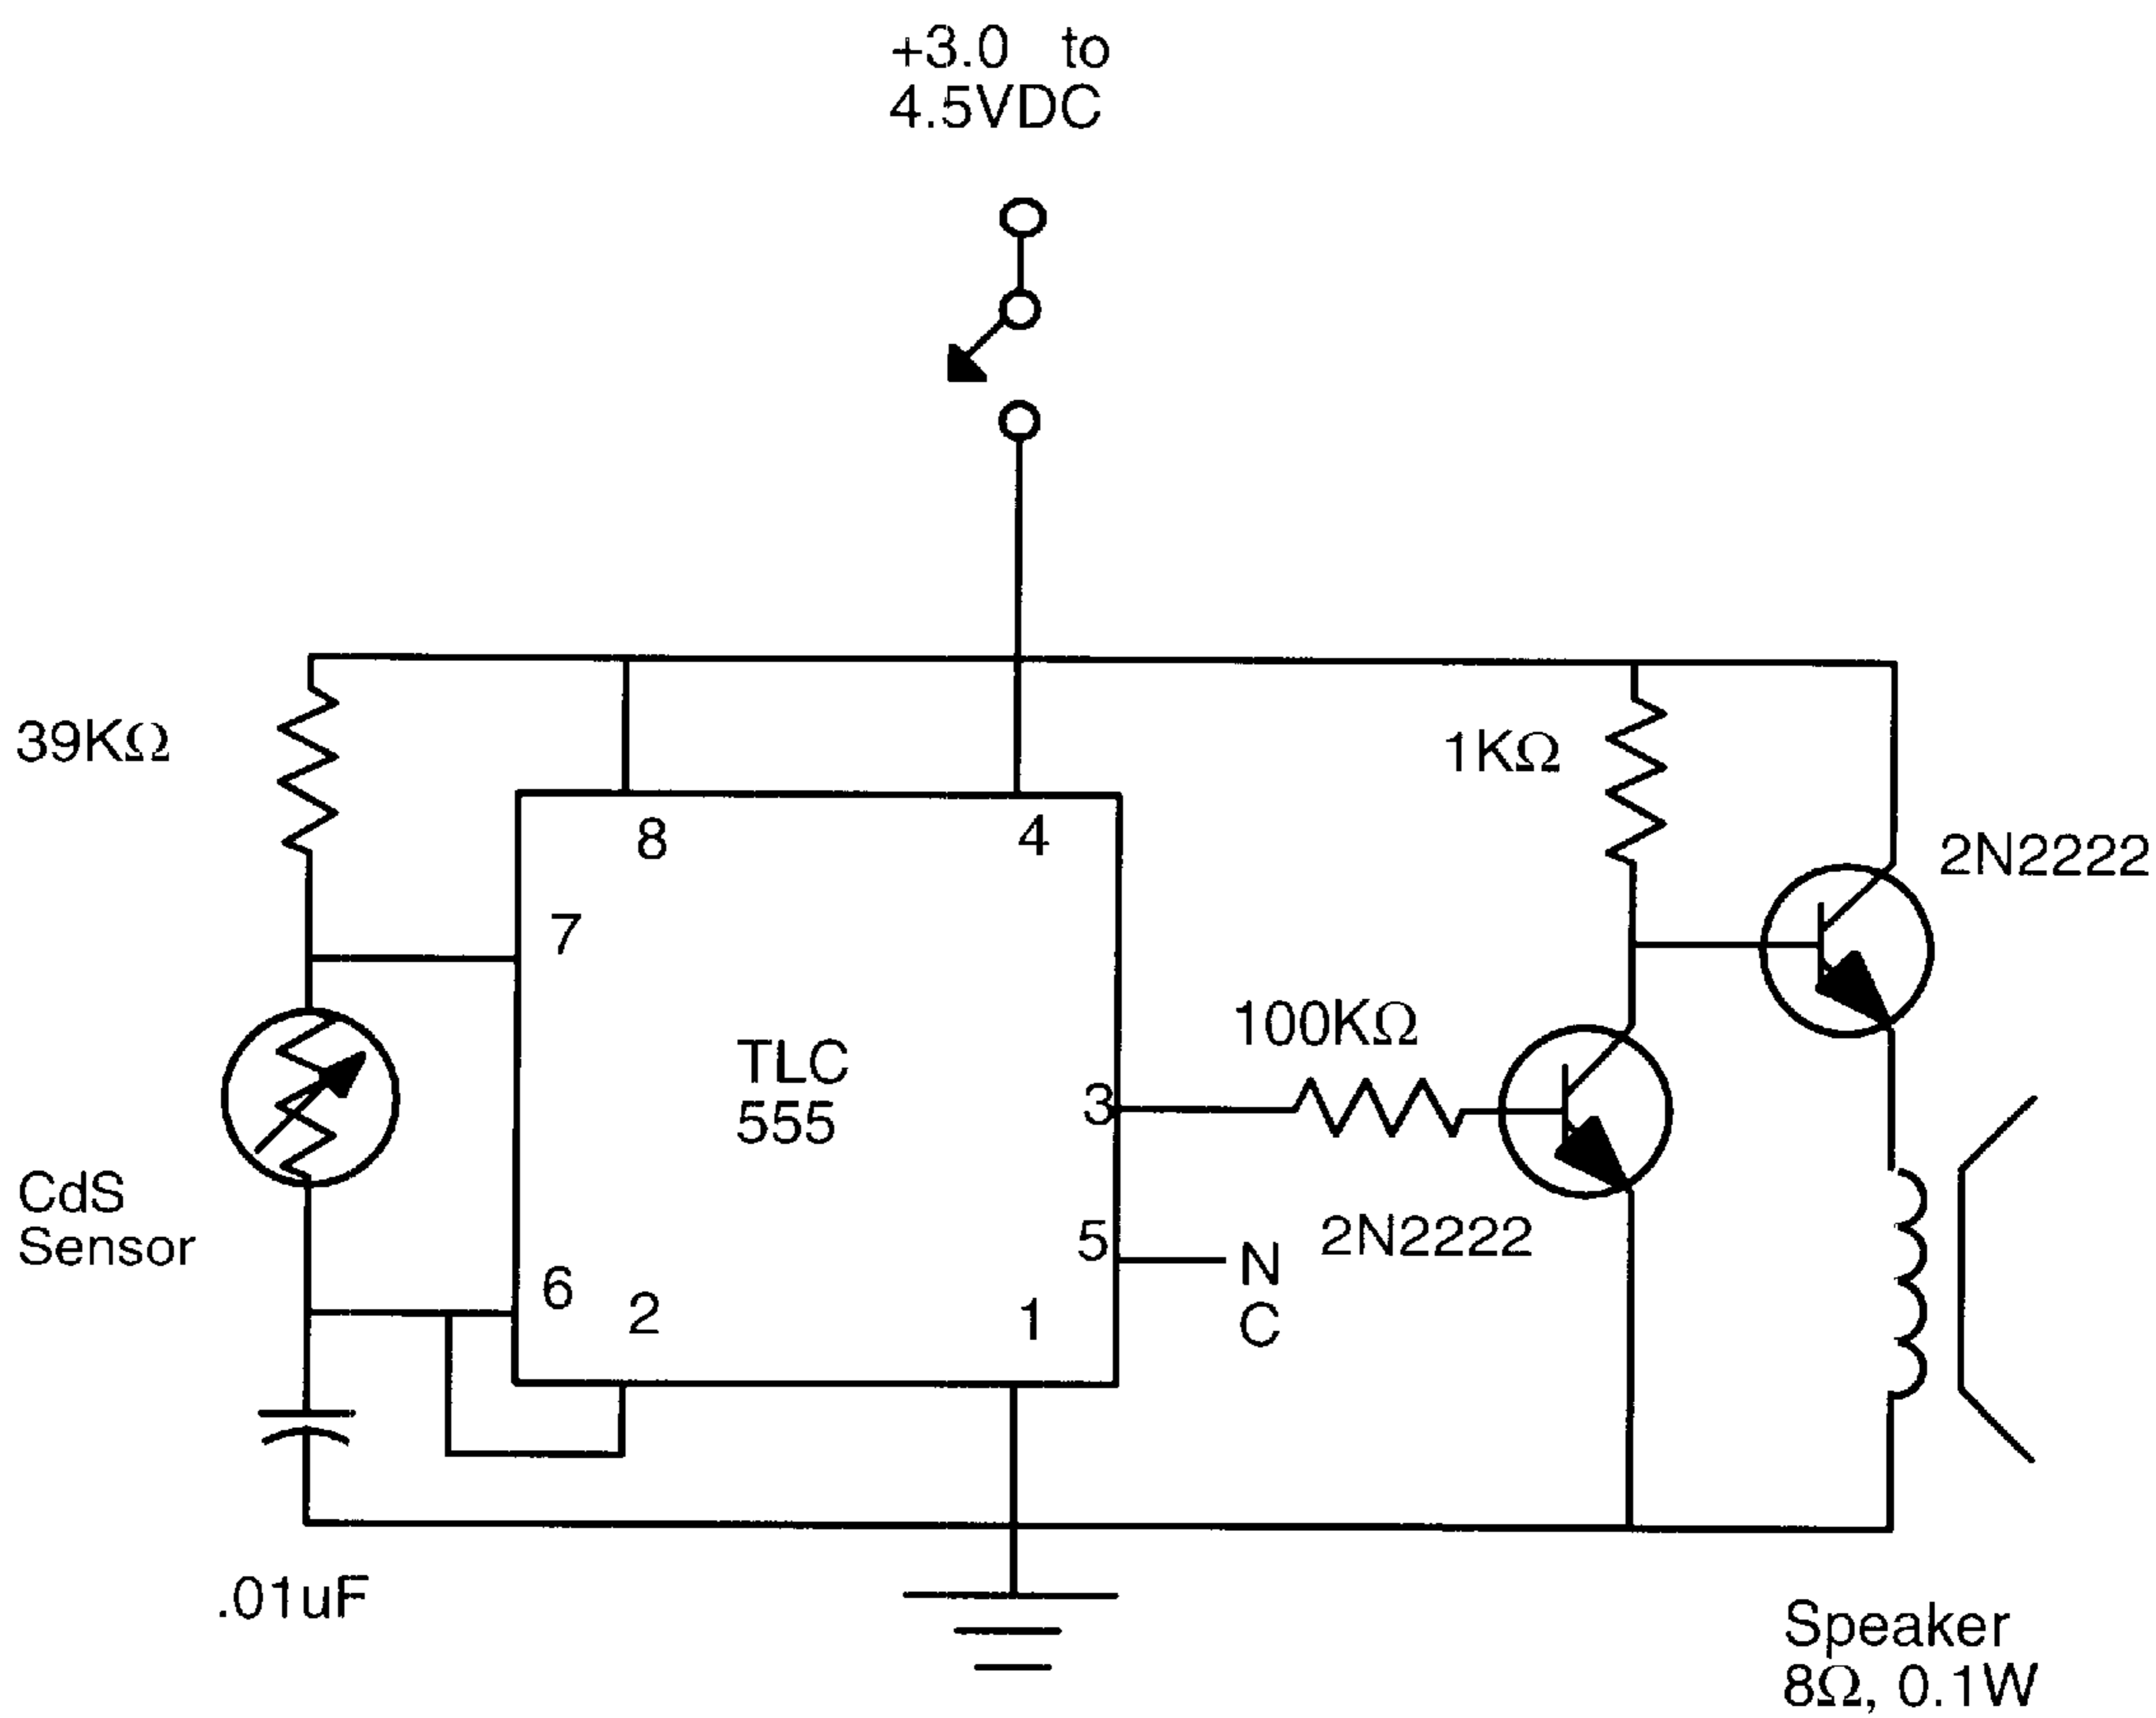 +3.0 to
4.5VDC
39KΩ
1KΩ
8
4
2N2222
7
100KΩ
TLC
555
3
CdS
Sensor
5
N
C
2N2222
6
2
1
.01uF
Speaker
8Ω, 0.1W